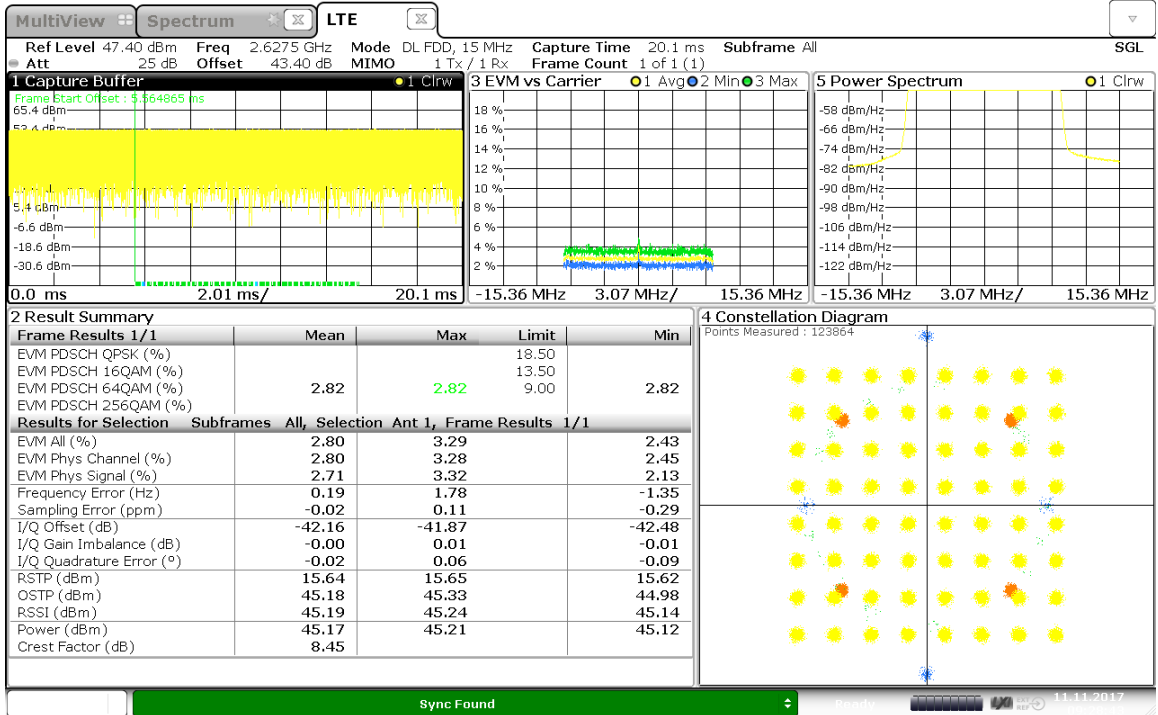 MultiView Spectrum LTE
Ref Level 47.40 dBm Freq 2.6275 GHz Mode DL FDD, 15 MHz Capture Time 20.1 ms Subframe All SGL
Att 25 dB Offset 43.40 dB MIMO 1 Tx / 1 Rx Frame Count 1 of 1 (1)
1 Capture Buffer 1 Clrw
Frame Start Offset : 5.564865 ms
65.4 dBm
53.4 dBm
5.4 dBm
-6.6 dBm
-18.6 dBm
-30.6 dBm
0.0 ms 2.01 ms/ 20.1 ms
3 EVM vs Carrier 1 Avg 2 Min 3 Max
18 %
16 %
14 %
12 %
10 %
8 %
6 %
4 %
2 %
-15.36 MHz 3.07 MHz/ 15.36 MHz
5 Power Spectrum 1 Clrw
-58 dBm/Hz
-66 dBm/Hz
-74 dBm/Hz
-82 dBm/Hz
-90 dBm/Hz
-98 dBm/Hz
-106 dBm/Hz
-114 dBm/Hz
-122 dBm/Hz
-15.36 MHz 3.07 MHz/ 15.36 MHz
2 Result Summary
Frame Results 1/1 Mean Max Limit Min
EVM PDSCH QPSK (%) 18.50
EVM PDSCH 16QAM (%) 13.50
EVM PDSCH 64QAM (%) 2.82 2.82 9.00 2.82
EVM PDSCH 256QAM (%)
Results for Selection Subframes All, Selection Ant 1, Frame Results 1/1
EVM All (%) 2.80 3.29 2.43
EVM Phys Channel (%) 2.80 3.28 2.45
EVM Phys Signal (%) 2.71 3.32 2.13
Frequency Error (Hz) 0.19 1.78 -1.35
Sampling Error (ppm) -0.02 0.11 -0.29
I/Q Offset (dB) -42.16 -41.87 -42.48
I/Q Gain Imbalance (dB) -0.00 0.01 -0.01
I/Q Quadrature Error (°) -0.02 0.06 -0.09
RSTP (dBm) 15.64 15.65 15.62
OSTP (dBm) 45.18 45.33 44.98
RSSI (dBm) 45.19 45.24 45.14
Power (dBm) 45.17 45.21 45.12
Crest Factor (dB) 8.45
4 Constellation Diagram
Points Measured : 123864
Sync Found Ready LXI EXT REF 11.11.2017